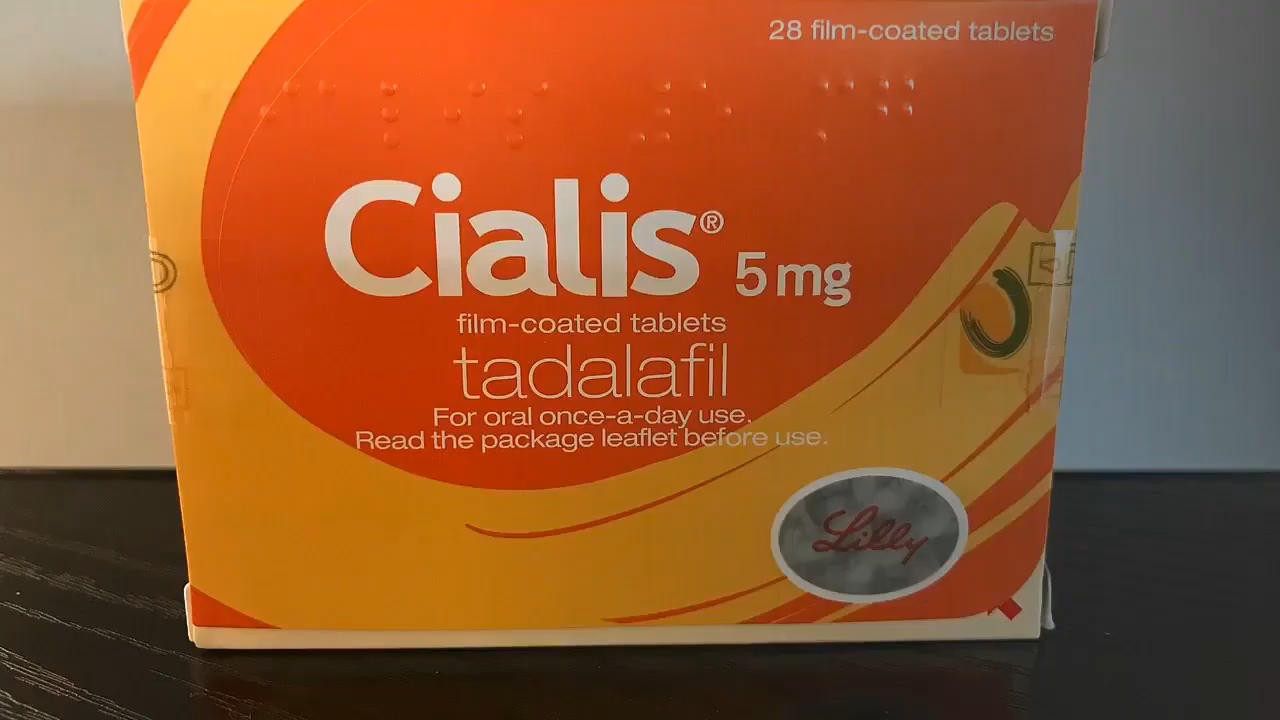 28 film-coated tablets
Cialis® 5 mg
film-coated tablets
tadalafil
For oral once-a-day use.
Read the package leaflet before use.
Lilly